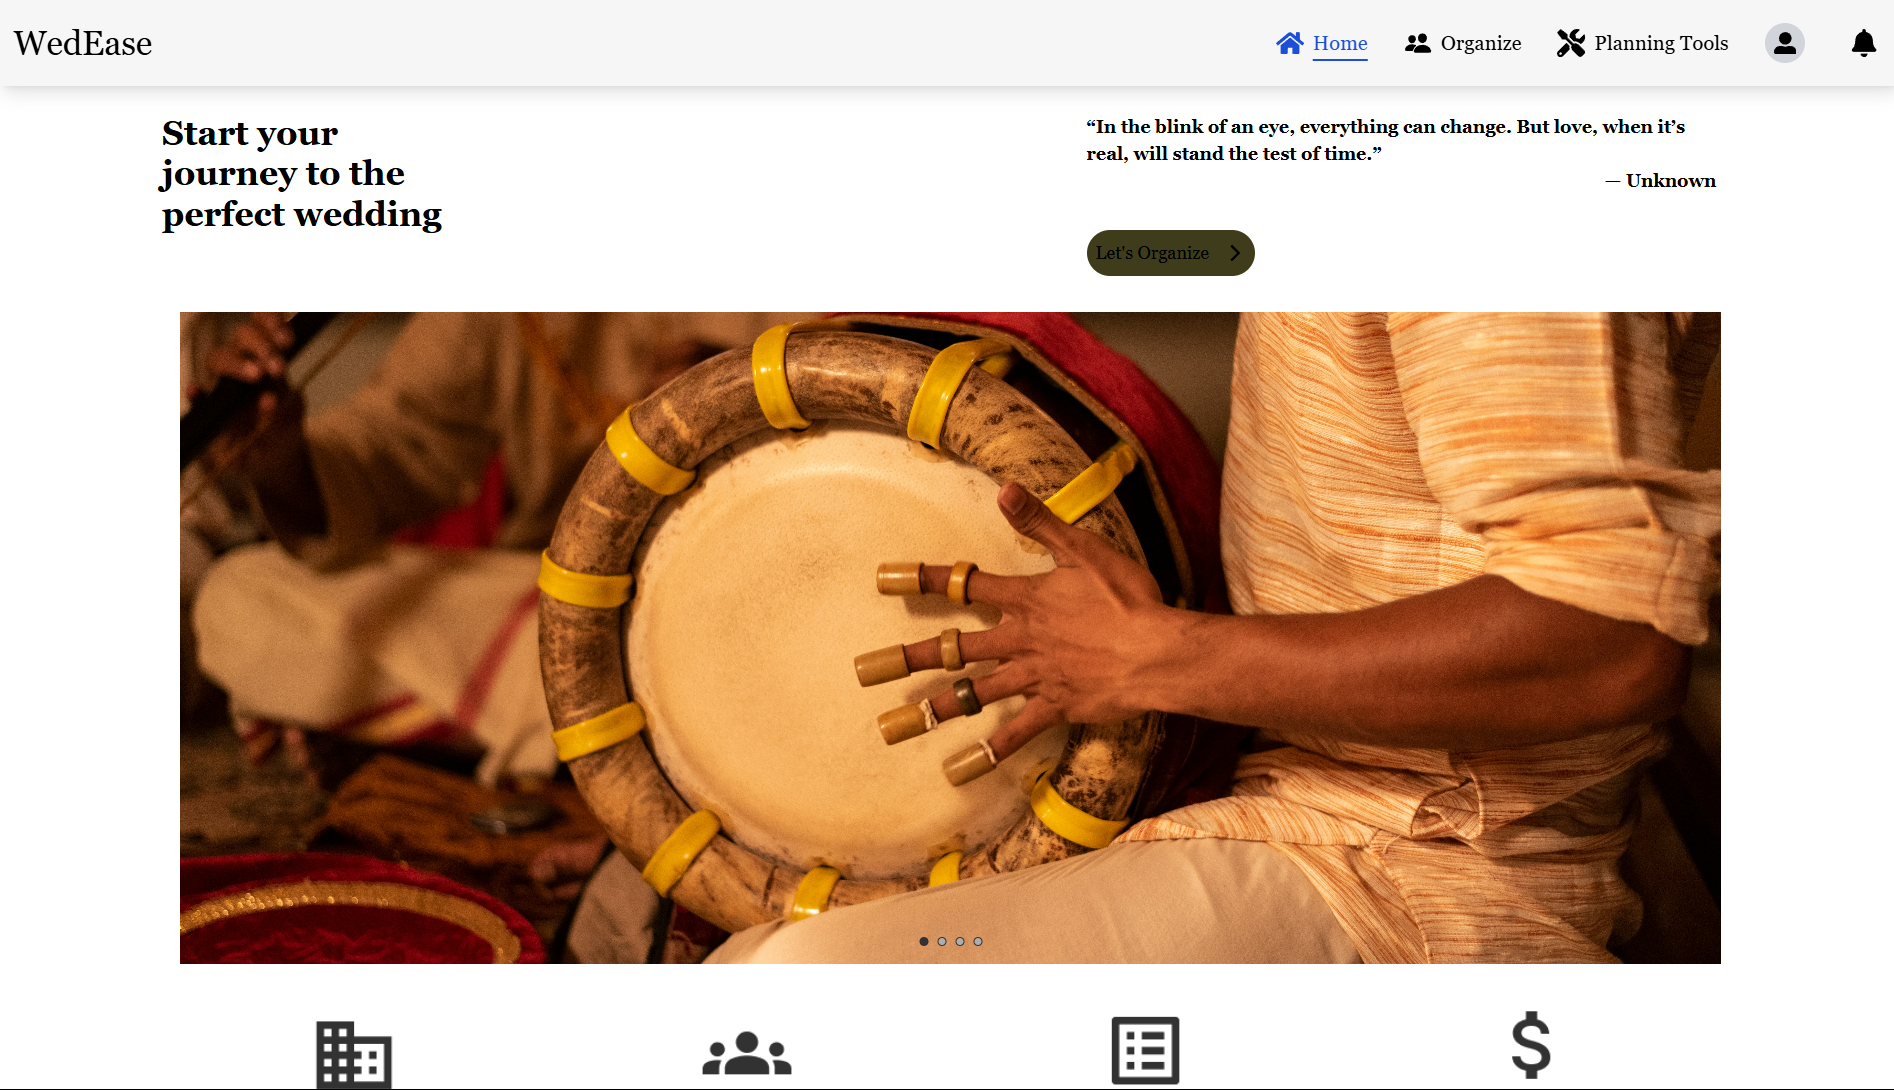 WedEase
Home
Organize
Planning Tools
Start your
journey to the
perfect wedding
“In the blink of an eye, everything can change. But love, when it’s
real, will stand the test of time.”
— Unknown
Let's Organize